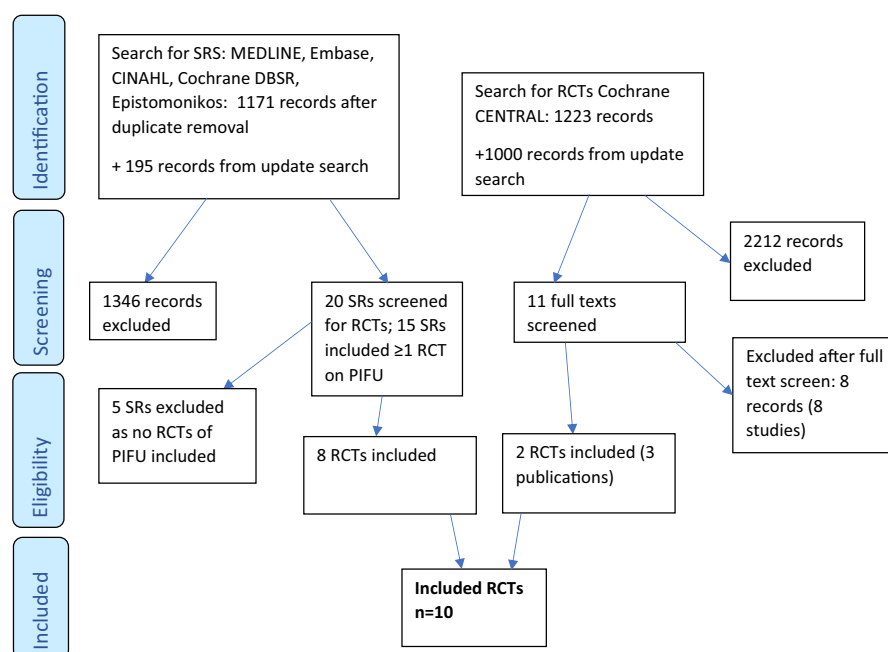 Identification
Search for SRS: MEDLINE, Embase,
CINAHL, Cochrane DBSR,
Epistomonikos: 1171 records after
duplicate removal
+ 195 records from update search
Search for RCTs Cochrane
CENTRAL: 1223 records
+1000 records from update
search
Screening
1346 records
excluded
20 SRs screened
for RCTs; 15 SRs
included ≥1 RCT
on PIFU
11 full texts
screened
2212 records
excluded
Eligibility
5 SRs excluded
as no RCTs of
PIFU included
8 RCTs included
2 RCTs included (3
publications)
Excluded after full
text screen: 8
records (8
studies)
Included
Included RCTs
n=10